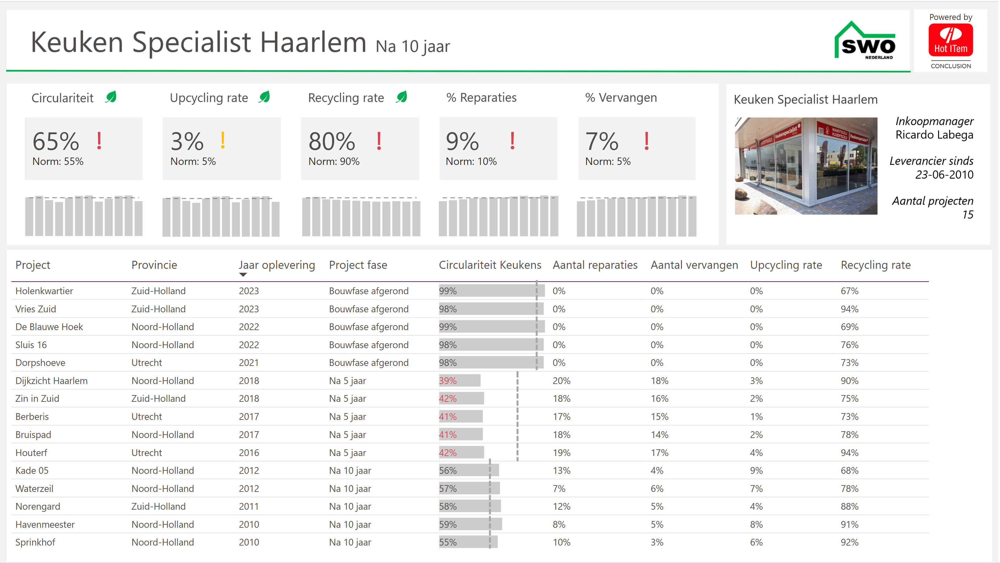 Keuken Specialist Haarlem Na 10 jaar
SWO
NEDERLAND
Powered by
Hot ITem
CONCLUSION
Circulariteit
Upcycling rate
Recycling rate
% Reparaties
% Vervangen
65% !
Norm: 55%
3% !
Norm: 5%
80% !
Norm: 90%
9% !
Norm: 10%
7% !
Norm: 5%
Keuken Specialist Haarlem
VLOERTEGELS
Keukenspecialist
WANDTEGELS
VLOERTEGELS
Keukenspecialist
Inkoopmanager
Ricardo Labega
Leverancier sinds
23-06-2010
Aantal projecten
15
Project Provincie Jaar oplevering Project fase Circulariteit Keukens Aantal reparaties Aantal vervangen Upcycling rate Recycling rate
Holenkwartier Zuid-Holland 2023 Bouwfase afgerond 99% 0% 0% 0% 67%
Vries Zuid Zuid-Holland 2023 Bouwfase afgerond 98% 0% 0% 0% 94%
De Blauwe Hoek Noord-Holland 2022 Bouwfase afgerond 99% 0% 0% 0% 69%
Sluis 16 Noord-Holland 2022 Bouwfase afgerond 98% 0% 0% 0% 76%
Dorpshoeve Utrecht 2021 Bouwfase afgerond 98% 0% 0% 0% 73%
Dijkzicht Haarlem Noord-Holland 2018 Na 5 jaar 39% 20% 18% 3% 90%
Zin in Zuid Zuid-Holland 2018 Na 5 jaar 42% 18% 16% 2% 75%
Berberis Utrecht 2017 Na 5 jaar 41% 17% 15% 1% 73%
Bruispad Noord-Holland 2017 Na 5 jaar 41% 18% 14% 2% 78%
Houterf Utrecht 2016 Na 5 jaar 42% 19% 17% 4% 94%
Kade 05 Noord-Holland 2012 Na 10 jaar 56% 13% 4% 9% 68%
Waterzeil Noord-Holland 2012 Na 10 jaar 57% 7% 6% 7% 78%
Norengard Zuid-Holland 2011 Na 10 jaar 58% 12% 5% 4% 88%
Havenmeester Noord-Holland 2010 Na 10 jaar 59% 8% 5% 8% 91%
Sprinkhof Noord-Holland 2010 Na 10 jaar 55% 10% 3% 6% 92%